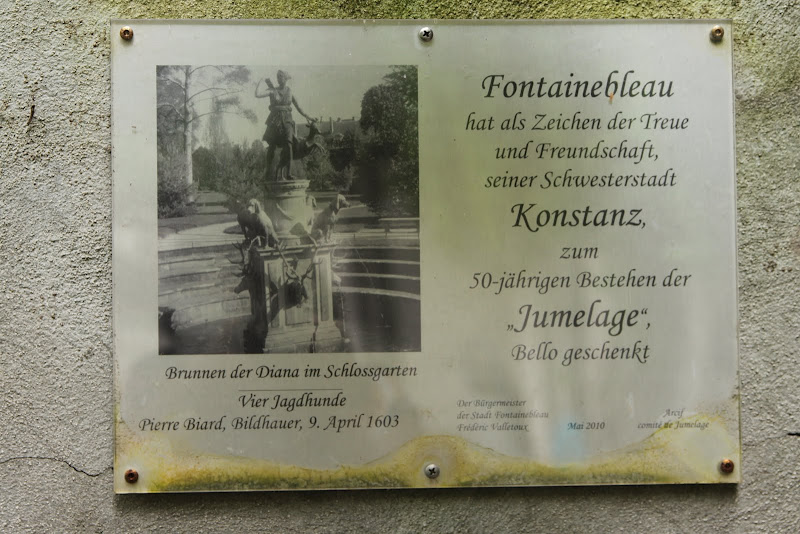 Fontainebleau
hat als Zeichen der Treue
und Freundschaft,
seiner Schwesterstadt
Konstanz,
zum
50-jährigen Bestehen der
„Jumelage“,
Bello geschenkt
Brunnen der Diana im Schlossgarten
Vier Jagdhunde
Pierre Biard, Bildhauer, 9. April 1603
Der Bürgermeister
der Stadt Fontainebleau
Frédéric Valletoux
Mai 2010
Arcif
comité de Jumelage